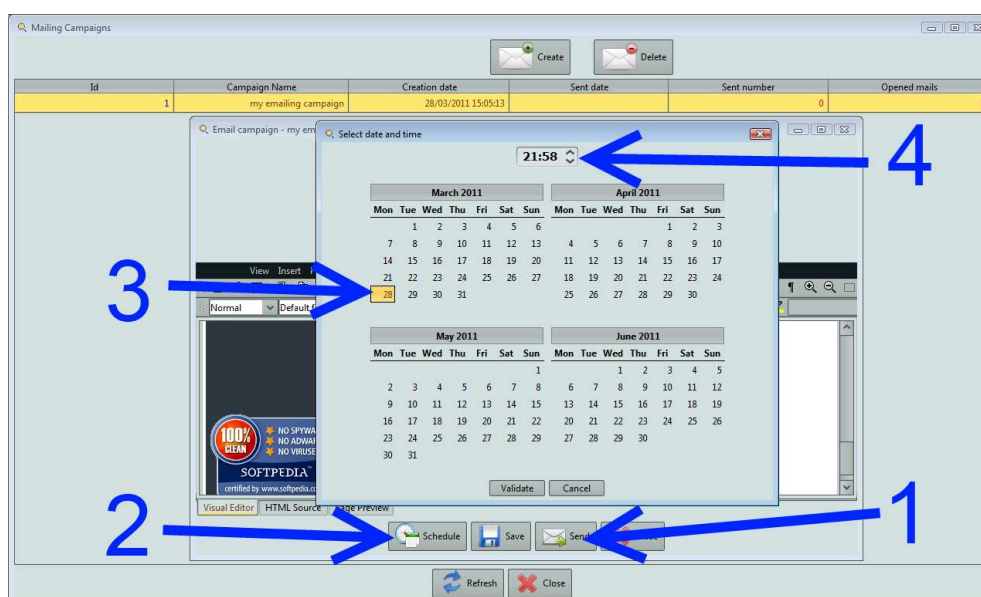 Mailing Campaigns
Create Delete
Id Campaign Name Creation date Sent date Sent number Opened mails
1 my emailing campaign 28/03/2011 15:05:13 0
Email campaign - my em
Select date and time
21:58
4
March 2011 April 2011
Mon Tue Wed Thu Fri Sat Sun Mon Tue Wed Thu Fri Sat Sun
1 2 3 4 5 6 1 2 3
7 8 9 10 11 12 13 4 5 6 7 8 9 10
14 15 16 17 18 19 20 11 12 13 14 15 16 17
View Insert
21 22 23 24 25 26 27 18 19 20 21 22 23 24
3
28 29 30 31 25 26 27 28 29 30
Normal Default
May 2011 June 2011
Mon Tue Wed Thu Fri Sat Sun Mon Tue Wed Thu Fri Sat Sun
1 1 2 3 4 5
2 3 4 5 6 7 8 6 7 8 9 10 11 12
9 10 11 12 13 14 15 13 14 15 16 17 18 19
16 17 18 19 20 21 22 20 21 22 23 24 25 26
23 24 25 26 27 28 29 27 28 29 30
30 31
100% CLEAN
NO SPYWA
NO ADWAR
NO VIRUSE
SOFTPEDIA
certified by www.softpedia.co
Validate Cancel
Visual Editor HTML Source Page Preview
2
1
Schedule Save Send
Refresh Close